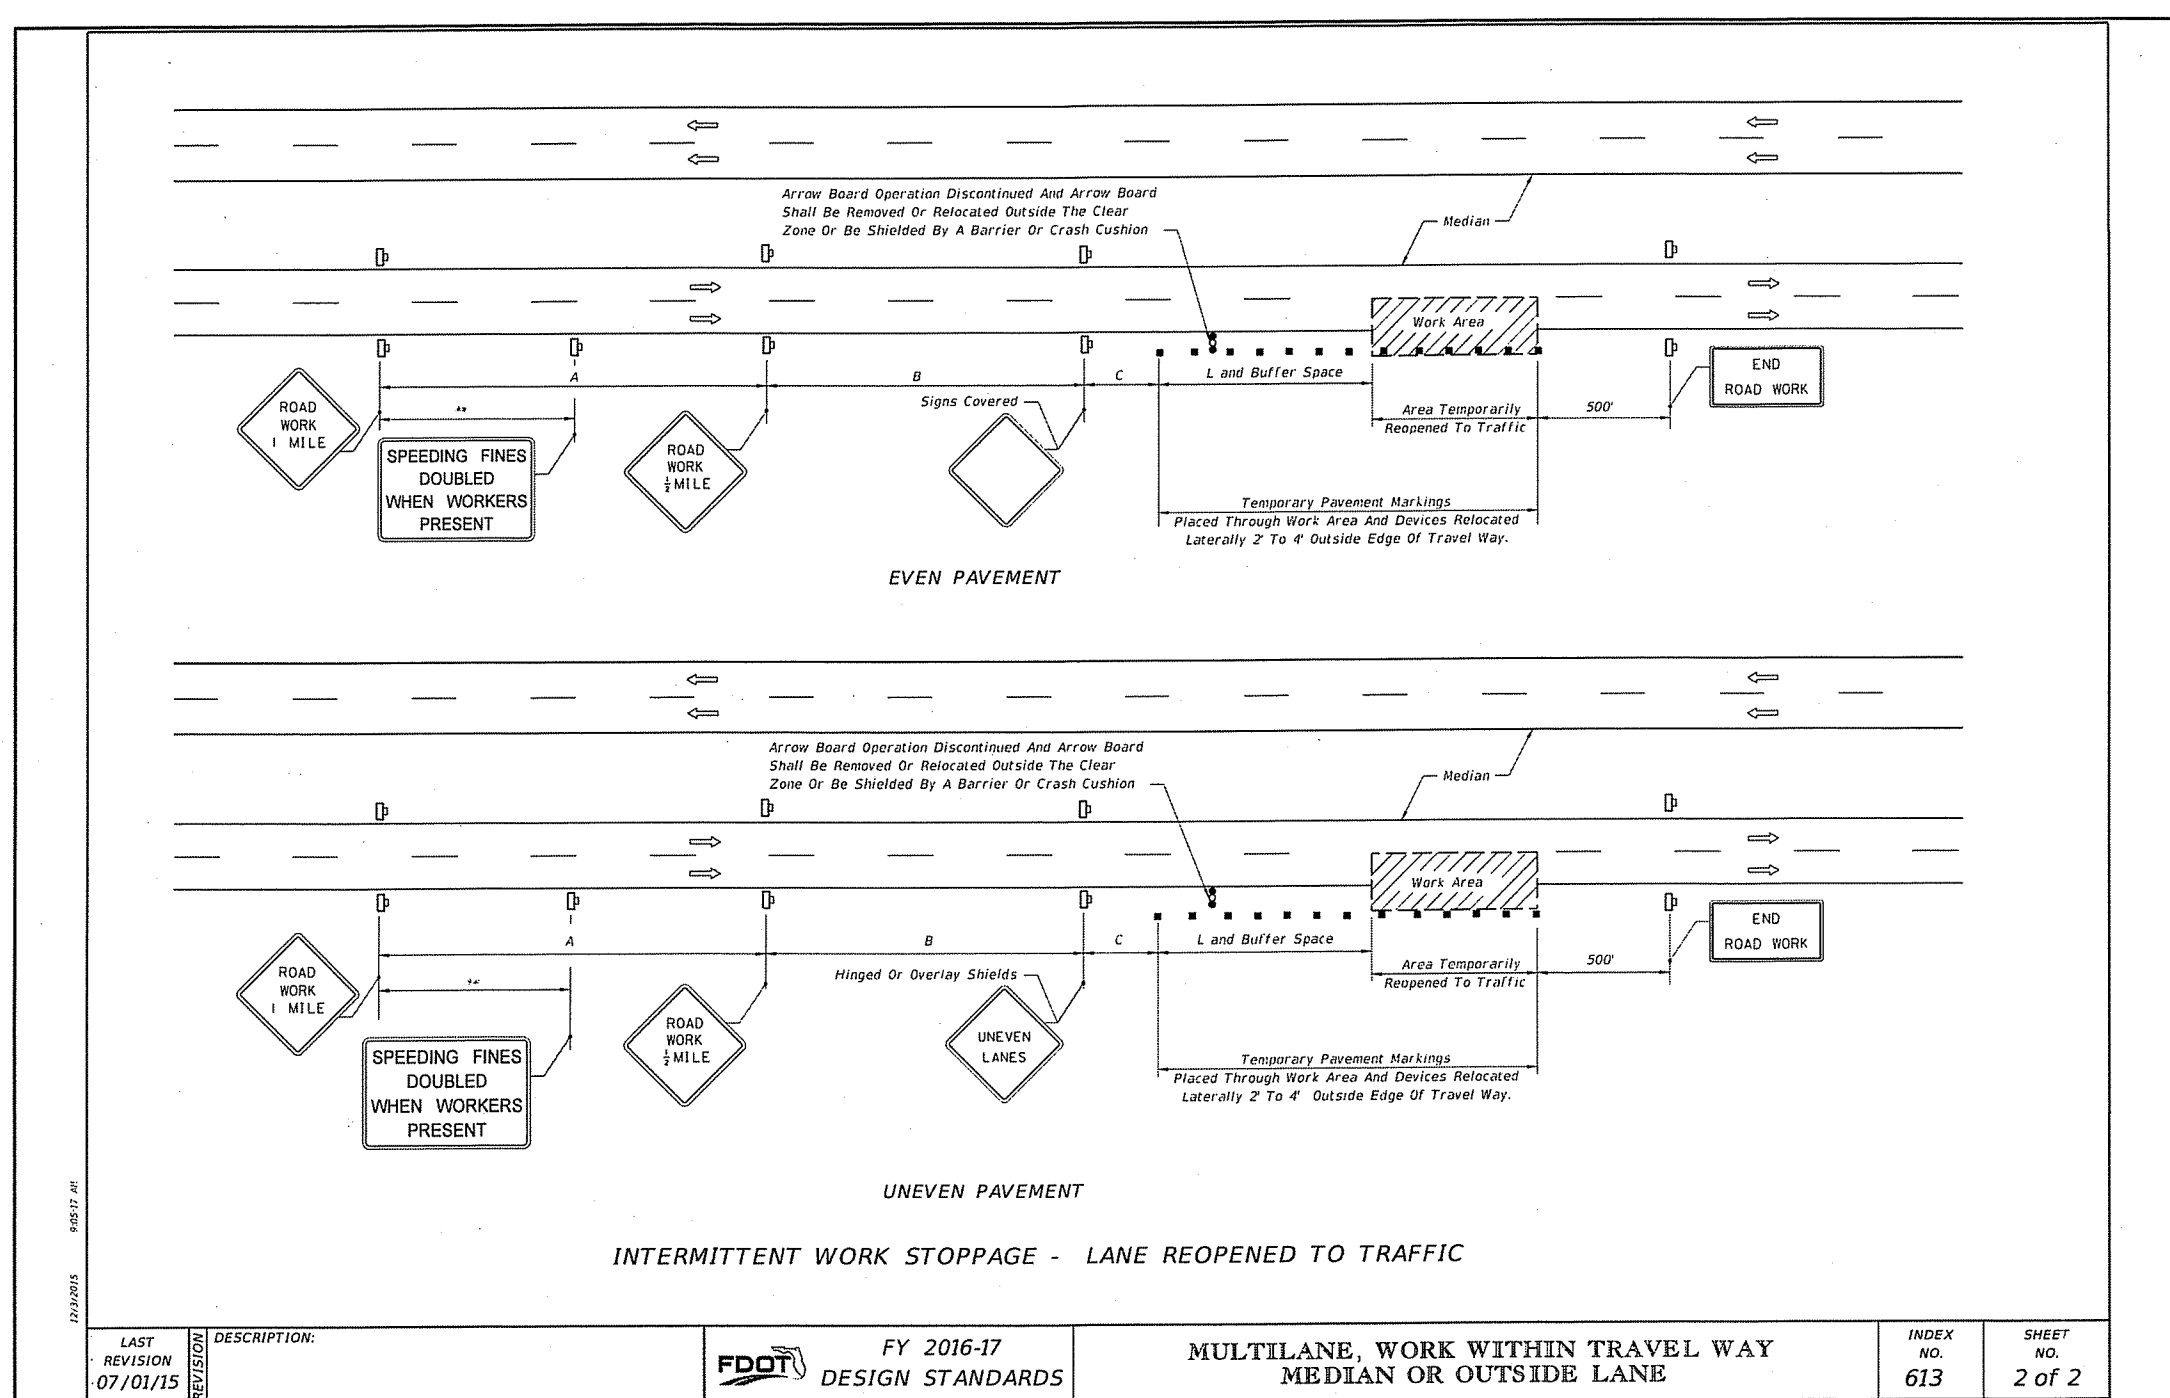 Arrow Board Operation Discontinued And Arrow Board
Shall Be Removed Or Relocated Outside The Clear
Zone Or Be Shielded By A Barrier Or Crash Cushion
Median
Work Area
A
B
C
L and Buffer Space
END
ROAD WORK
ROAD
WORK
1 MILE
**
Signs Covered
Area Temporarily
Reopened To Traffic
500'
SPEEDING FINES
DOUBLED
WHEN WORKERS
PRESENT
ROAD
WORK
½ MILE
Temporary Pavement Markings
Placed Through Work Area And Devices Relocated
Laterally 2' To 4' Outside Edge Of Travel Way.
EVEN PAVEMENT
Arrow Board Operation Discontinued And Arrow Board
Shall Be Removed Or Relocated Outside The Clear
Zone Or Be Shielded By A Barrier Or Crash Cushion
Median
Work Area
A
B
C
L and Buffer Space
END
ROAD WORK
ROAD
WORK
1 MILE
**
Hinged Or Overlay Shields
Area Temporarily
Reopened To Traffic
500'
SPEEDING FINES
DOUBLED
WHEN WORKERS
PRESENT
ROAD
WORK
½ MILE
UNEVEN
LANES
Temporary Pavement Markings
Placed Through Work Area And Devices Relocated
Laterally 2' To 4' Outside Edge Of Travel Way.
UNEVEN PAVEMENT
INTERMITTENT WORK STOPPAGE - LANE REOPENED TO TRAFFIC
12/3/2015 9:05:17 AM
LAST
REVISION
07/01/15
REVISION
DESCRIPTION:
FDOT
FY 2016-17
DESIGN STANDARDS
MULTILANE, WORK WITHIN TRAVEL WAY
MEDIAN OR OUTSIDE LANE
INDEX
NO.
613
SHEET
NO.
2 of 2